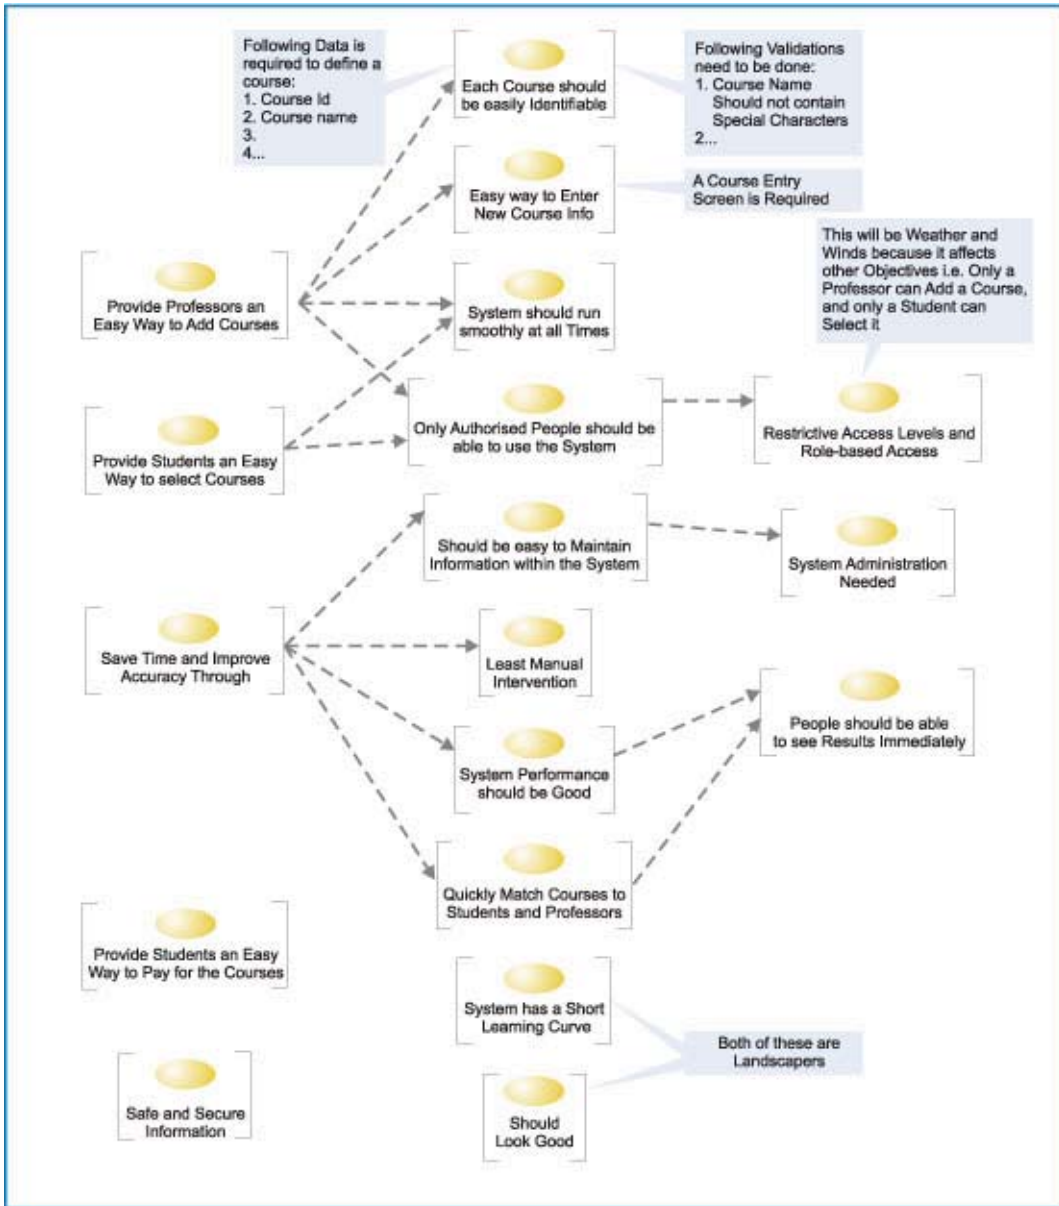 Following Data is
required to define a
course:
1. Course Id
2. Course name
3.
4...
Each Course should
be easily Identifiable
Following Validations
need to be done:
1. Course Name
Should not contain
Special Characters
2...
Easy way to Enter
New Course Info
A Course Entry
Screen is Required
This will be Weather and
Winds because it affects
other Objectives i.e. Only a
Professor can Add a Course,
and only a Student can
Select it
Provide Professors an
Easy Way to Add Courses
System should run
smoothly at all Times
Only Authorised People should be
able to use the System
Restrictive Access Levels and
Role-based Access
Provide Students an Easy
Way to select Courses
Should be easy to Maintain
Information within the System
System Administration
Needed
Save Time and Improve
Accuracy Through
Least Manual
Intervention
People should be able
to see Results Immediately
System Performance
should be Good
Quickly Match Courses to
Students and Professors
Provide Students an Easy
Way to Pay for the Courses
System has a Short
Learning Curve
Both of these are
Landscapers
Safe and Secure
Information
Should
Look Good